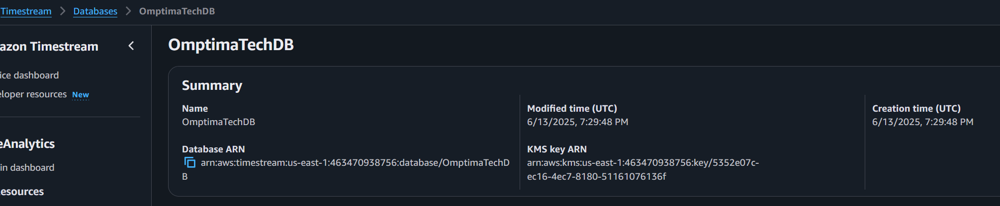 Timestream > Databases > OmptimaTechDB
azon Timestream
ice dashboard
eloper resources New
eAnalytics
in dashboard
esources
OmptimaTechDB
Summary
Name
OmptimaTechDB
Database ARN
arn:aws:timestream:us-east-1:463470938756:database/OmptimaTechD
B
Modified time (UTC)
6/13/2025, 7:29:48 PM
KMS key ARN
arn:aws:kms:us-east-1:463470938756:key/5352e07c-
ec16-4ec7-8180-51161076136f
Creation time (UTC)
6/13/2025, 7:29:48 PM